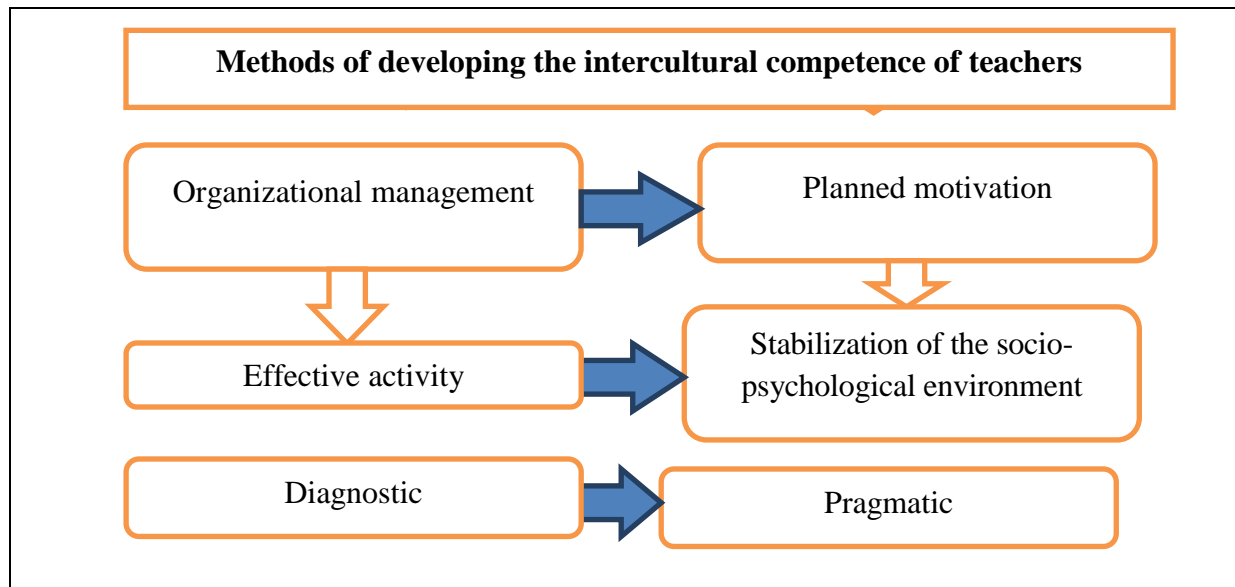 Methods of developing the intercultural competence of teachers
Organizational management
Planned motivation
Effective activity
Stabilization of the socio-
psychological environment
Diagnostic
Pragmatic